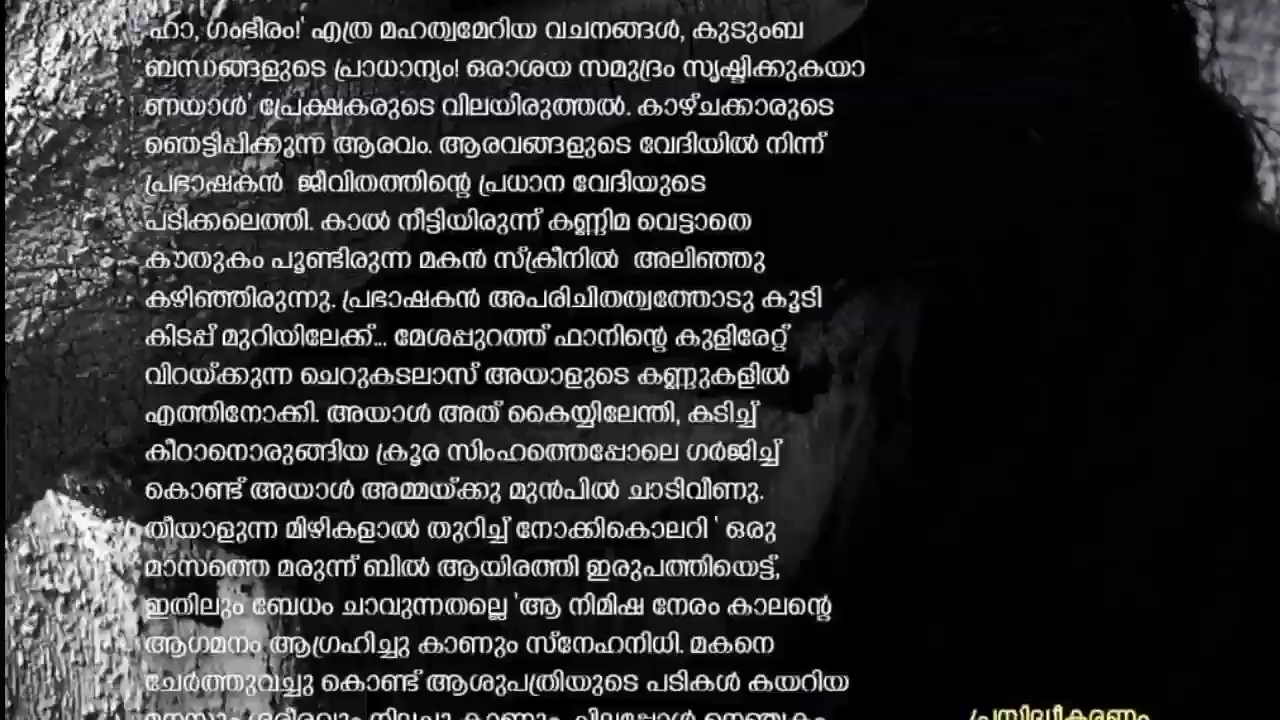 'ഹാ, ഗംഭീരം!' എത്ര മഹത്വമേറിയ വചനങ്ങൾ, കുടുംബ
ബന്ധങ്ങളുടെ പ്രാധാന്യം! ഒരാശയ സമുദ്രം സൃഷ്ടിക്കുകയാ
ണയാൾ' പ്രേക്ഷകരുടെ വിലയിരുത്തൽ. കാഴ്ചക്കാരുടെ
ഞെട്ടിപ്പിക്കുന്ന ആരവം. ആരവങ്ങളുടെ വേദിയിൽ നിന്ന്
പ്രഭാഷകൻ ജീവിതത്തിന്റെ പ്രധാന വേദിയുടെ
പടിക്കലെത്തി. കാൽ നീട്ടിയിരുന്ന് കണ്ണിമ വെട്ടാതെ
കൗതുകം പൂണ്ടിരുന്ന മകൻ സ്ക്രീനിൽ അലിഞ്ഞു
കഴിഞ്ഞിരുന്നു. പ്രഭാഷകൻ അപരിചിതത്വത്തോടു കൂടി
കിടപ്പ് മുറിയിലേക്ക്... മേശപ്പുറത്ത് ഫാനിന്റെ കുളിരേറ്റ്
വിറയ്ക്കുന്ന ചെറുകടലാസ് അയാളുടെ കണ്ണുകളിൽ
എത്തിനോക്കി. അയാൾ അത് കൈയ്യിലേന്തി, കടിച്ച്
കീറാനൊരുങ്ങിയ ക്രൂര സിംഹത്തെപ്പോലെ ഗർജിച്ച്
കൊണ്ട് അയാൾ അമ്മയ്ക്കു മുൻപിൽ ചാടിവീണു.
തീയാളുന്ന മിഴികളാൽ തുറിച്ച് നോക്കികൊലറി ' ഒരു
മാസത്തെ മരുന്ന് ബിൽ ആയിരത്തി ഇരുപത്തിയെട്ട്,
ഇതിലും ബേധം ചാവുന്നതല്ലെ 'ആ നിമിഷ നേരം കാലന്റെ
ആഗമനം ആഗ്രഹിച്ചു കാണും സ്നേഹനിധി. മകനെ
ചേർത്തുവച്ചു കൊണ്ട് ആശുപത്രിയുടെ പടികൾ കയറിയ